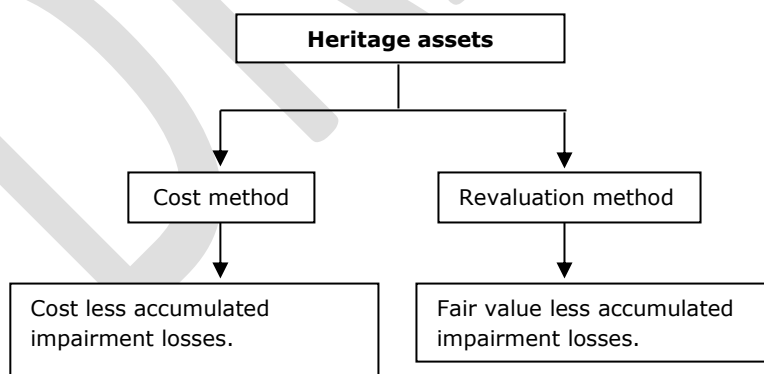 Heritage assets
Cost method
Revaluation method
Cost less accumulated
impairment losses.
Fair value less accumulated
impairment losses.